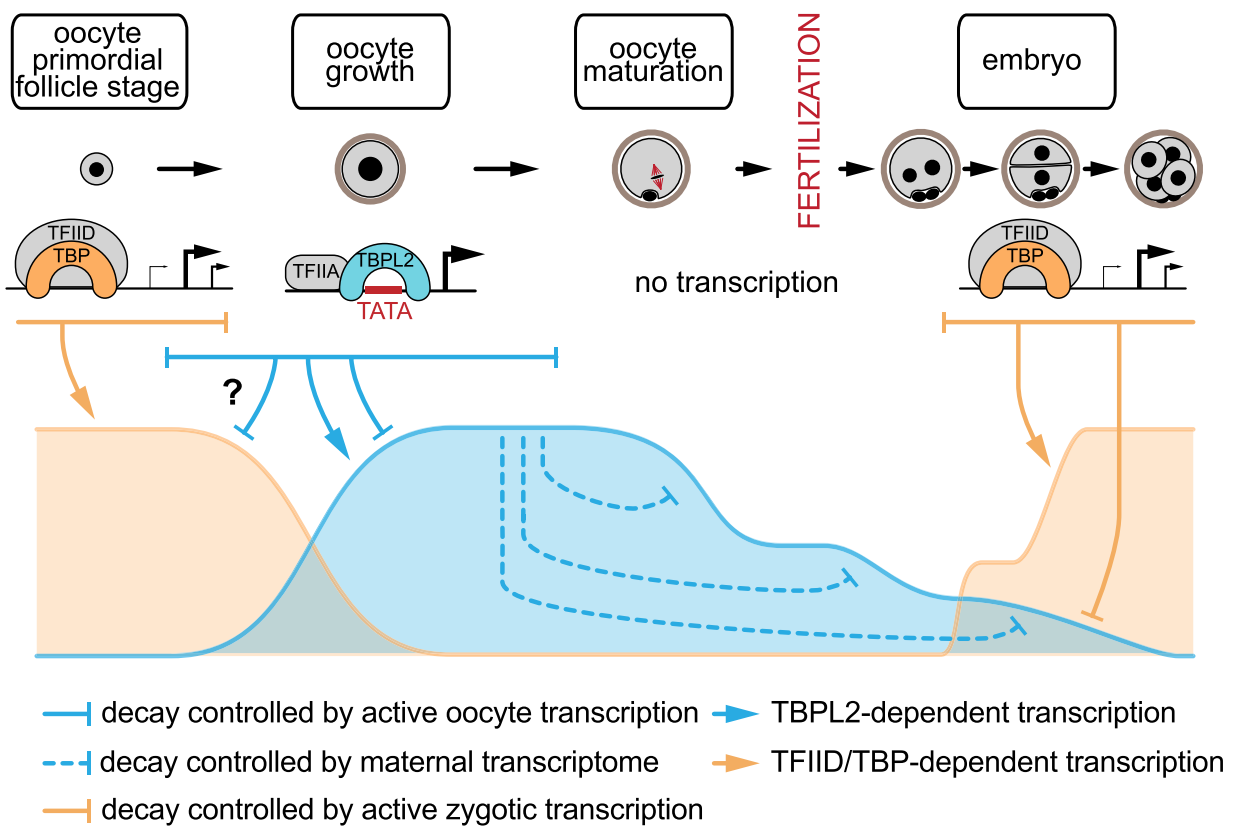 oocyte
primordial
follicle stage
oocyte
growth
oocyte
maturation
FERTILIZATION
embryo
TFIID
TBP
TFIIA
TBPL2
TATA
no transcription
TFIID
TBP
?
decay controlled by active oocyte transcription
TBPL2-dependent transcription
decay controlled by maternal transcriptome
TFIID/TBP-dependent transcription
decay controlled by active zygotic transcription